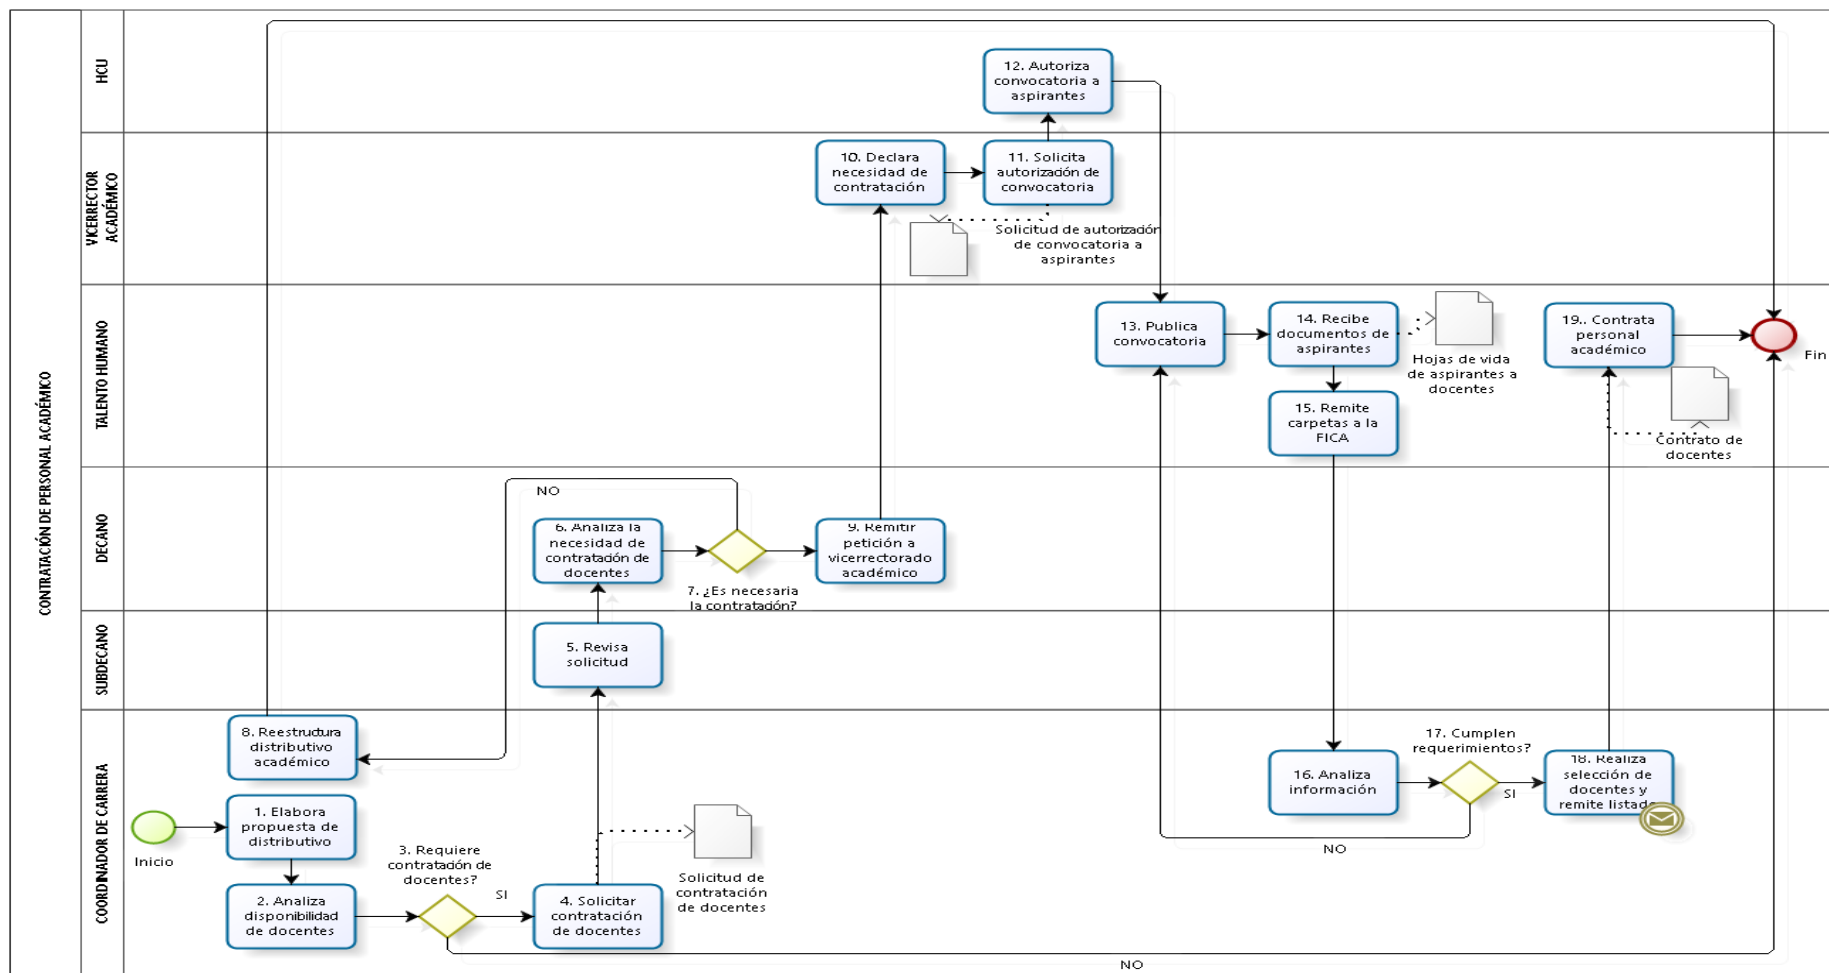 CONTRATACIÓN DE PERSONAL ACADÉMICO
HCU
12. Autoriza
convocatoria a
aspirantes
VICERRECTOR
ACADÉMICO
10. Declara
necesidad de
contratación
11. Solicita
autorización de
convocatoria
Solicitud de autorización
de convocatoria a
aspirantes
TALENTO HUMANO
13. Publica
convocatoria
14. Recibe
documentos de
aspirantes
Hojas de vida
de aspirantes a
docentes
15. Remite
carpetas a la
FICA
19.. Contrata
personal
académico
Contrato de
docentes
Fin
DECANO
NO
6. Analiza la
necesidad de
contratación de
docentes
7. ¿Es necesaria
la contratación?
9. Remitir
petición a
vicerrectorado
académico
SUBDECANO
5. Revisa
solicitud
COORDINADOR DE CARRERA
8. Reestructura
distributivo
académico
Inicio
1. Elabora
propuesta de
distributivo
2. Analiza
disponibilidad
de docentes
3. Requiere
contratación de
docentes?
SI
4. Solicitar
contratación
de docentes
Solicitud de
contratación
de docentes
16. Analiza
información
17. Cumplen
requerimientos?
SI
NO
18. Realiza
selección de
docentes y
remite listado
NO